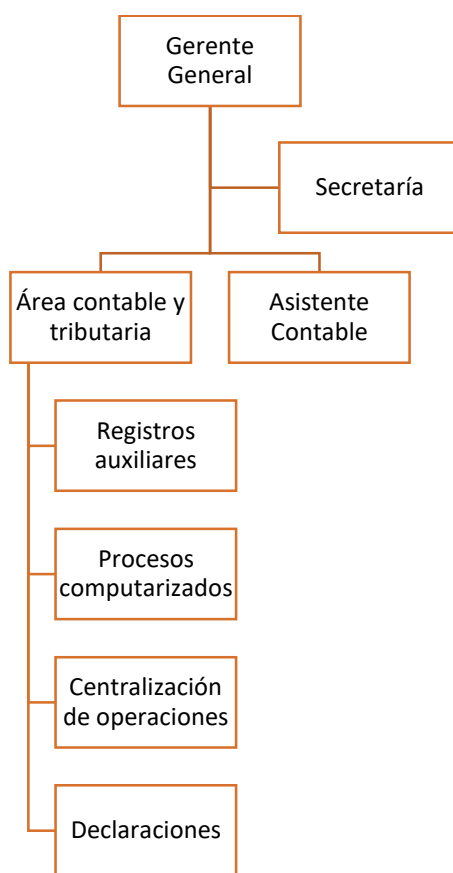 Gerente
General
Secretaría
Área contable y
tributaria
Asistente
Contable
Registros
auxiliares
Procesos
computarizados
Centralización
de operaciones
Declaraciones